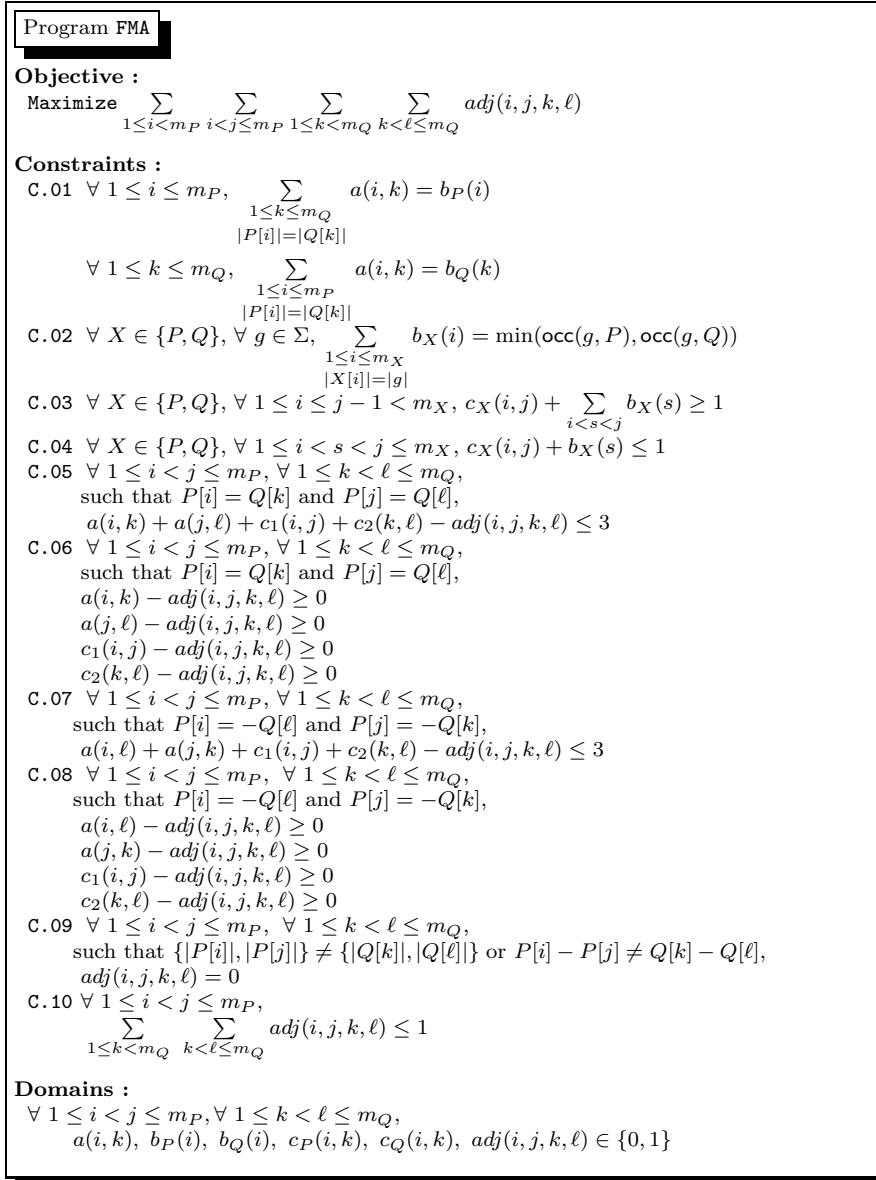 Program FMA
Objective :
Maximize ∑ ∑ ∑ ∑ adj(i, j, k, ℓ)
1≤i<m_P i<j≤m_P 1≤k<m_Q k<ℓ≤m_Q
Constraints :
C.01 ∀ 1 ≤ i ≤ m_P, ∑ a(i, k) = b_P(i)
1≤k≤m_Q
|P[i]|=|Q[k]|
∀ 1 ≤ k ≤ m_Q, ∑ a(i, k) = b_Q(k)
1≤i≤m_P
|P[i]|=|Q[k]|
C.02 ∀ X ∈ {P, Q}, ∀ g ∈ Σ, ∑ b_X(i) = min(occ(g, P), occ(g, Q))
1≤i≤m_X
|X[i]|=|g|
C.03 ∀ X ∈ {P, Q}, ∀ 1 ≤ i ≤ j − 1 < m_X, c_X(i, j) + ∑ b_X(s) ≥ 1
i<s<j
C.04 ∀ X ∈ {P, Q}, ∀ 1 ≤ i < s < j ≤ m_X, c_X(i, j) + b_X(s) ≤ 1
C.05 ∀ 1 ≤ i < j ≤ m_P, ∀ 1 ≤ k < ℓ ≤ m_Q,
such that P[i] = Q[k] and P[j] = Q[ℓ],
a(i, k) + a(j, ℓ) + c_1(i, j) + c_2(k, ℓ) − adj(i, j, k, ℓ) ≤ 3
C.06 ∀ 1 ≤ i < j ≤ m_P, ∀ 1 ≤ k < ℓ ≤ m_Q,
such that P[i] = Q[k] and P[j] = Q[ℓ],
a(i, k) − adj(i, j, k, ℓ) ≥ 0
a(j, ℓ) − adj(i, j, k, ℓ) ≥ 0
c_1(i, j) − adj(i, j, k, ℓ) ≥ 0
c_2(k, ℓ) − adj(i, j, k, ℓ) ≥ 0
C.07 ∀ 1 ≤ i < j ≤ m_P, ∀ 1 ≤ k < ℓ ≤ m_Q,
such that P[i] = −Q[ℓ] and P[j] = −Q[k],
a(i, ℓ) + a(j, k) + c_1(i, j) + c_2(k, ℓ) − adj(i, j, k, ℓ) ≤ 3
C.08 ∀ 1 ≤ i < j ≤ m_P, ∀ 1 ≤ k < ℓ ≤ m_Q,
such that P[i] = −Q[ℓ] and P[j] = −Q[k],
a(i, ℓ) − adj(i, j, k, ℓ) ≥ 0
a(j, k) − adj(i, j, k, ℓ) ≥ 0
c_1(i, j) − adj(i, j, k, ℓ) ≥ 0
c_2(k, ℓ) − adj(i, j, k, ℓ) ≥ 0
C.09 ∀ 1 ≤ i < j ≤ m_P, ∀ 1 ≤ k < ℓ ≤ m_Q,
such that {|P[i]|, |P[j]|} ≠ {|Q[k]|, |Q[ℓ]|} or P[i] − P[j] ≠ Q[k] − Q[ℓ],
adj(i, j, k, ℓ) = 0
C.10 ∀ 1 ≤ i < j ≤ m_P,
∑ ∑ adj(i, j, k, ℓ) ≤ 1
1≤k<m_Q k<ℓ≤m_Q
Domains :
∀ 1 ≤ i < j ≤ m_P, ∀ 1 ≤ k < ℓ ≤ m_Q,
a(i, k), b_P(i), b_Q(i), c_P(i, k), c_Q(i, k), adj(i, j, k, ℓ) ∈ {0, 1}